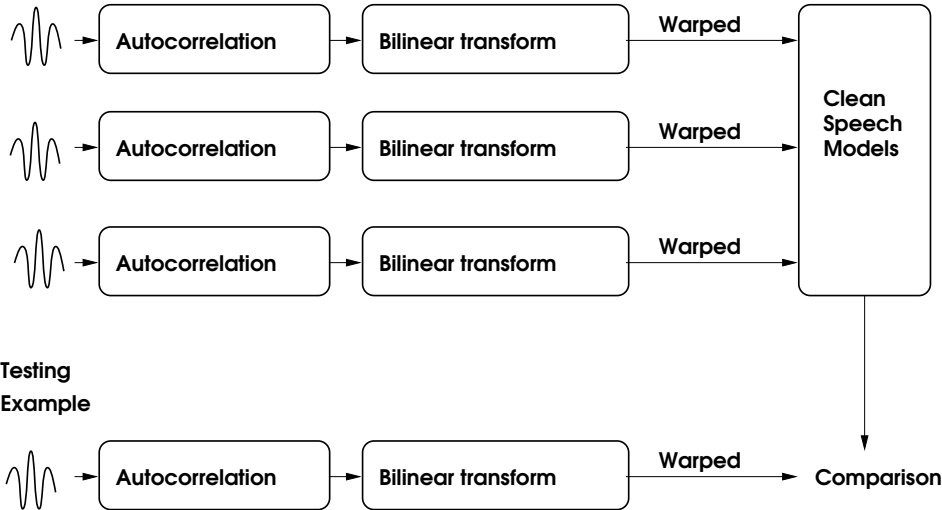 Autocorrelation
Bilinear transform
Warped
Clean
Speech
Models
Autocorrelation
Bilinear transform
Warped
Autocorrelation
Bilinear transform
Warped
Testing
Example
Autocorrelation
Bilinear transform
Warped
Comparison